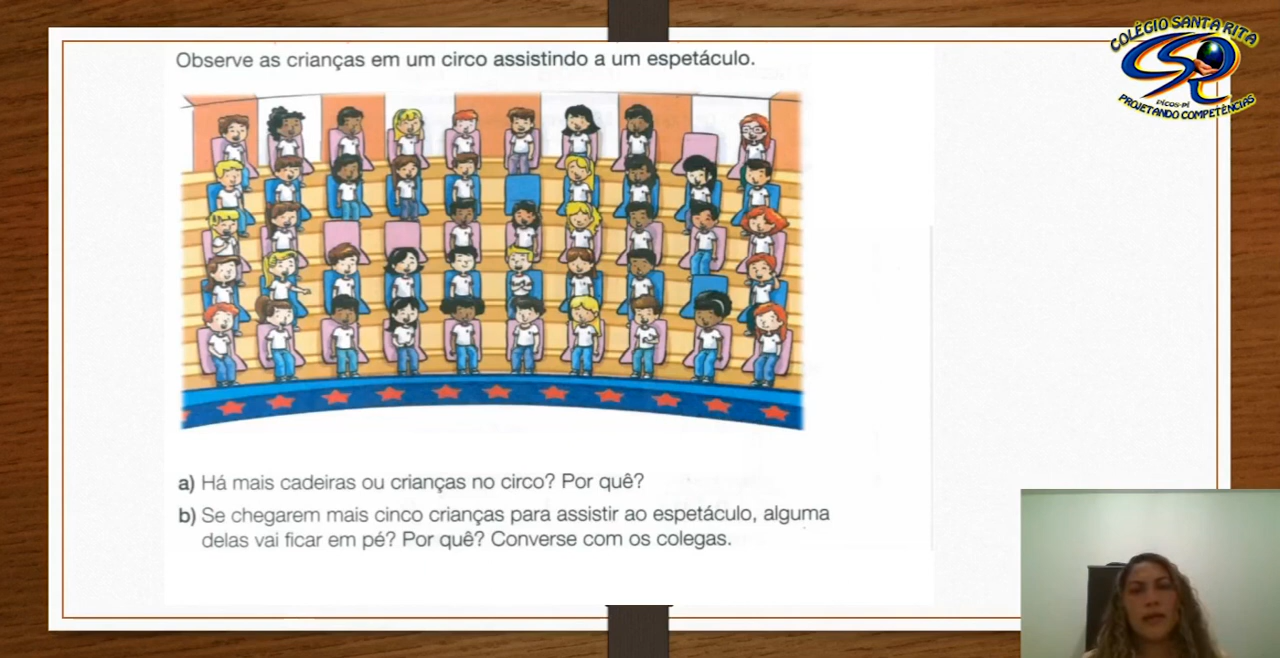 COLÉGIO SANTA RITA
PICOS-PI
PROJETANDO COMPETÊNCIAS
Observe as crianças em um circo assistindo a um espetáculo.
a) Há mais cadeiras ou crianças no circo? Por quê?
b) Se chegarem mais cinco crianças para assistir ao espetáculo, alguma
delas vai ficar em pé? Por quê? Converse com os colegas.